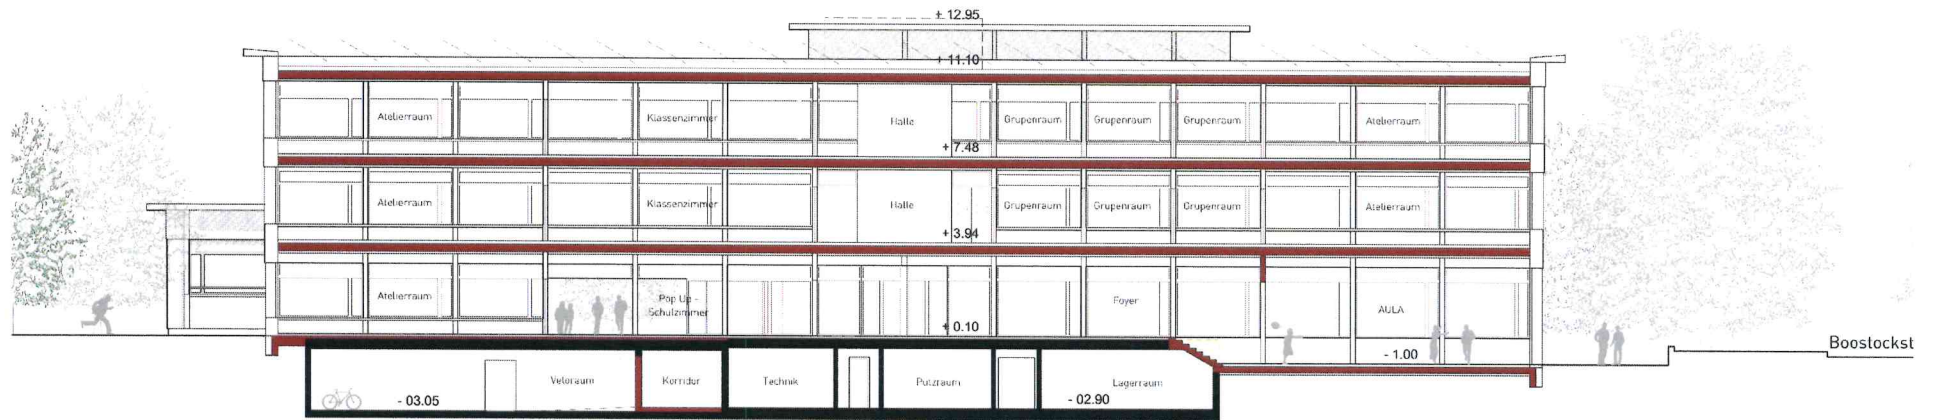 + 12.95
+ 11.10
Atelierraum Klassenzimmer Halle Grupenraum Grupenraum Grupenraum Atelierraum
+ 7.48
Atelierraum Klassenzimmer Halle Grupenraum Grupenraum Grupenraum Atelierraum
+ 3.94
Atelierraum Pop Up - Foyer AULA
Schulzimmer
+ 0.10
Boostockst
- 1.00
Veloraum Korridor Technik Putzraum Lagerraum
- 03.05 - 02.90